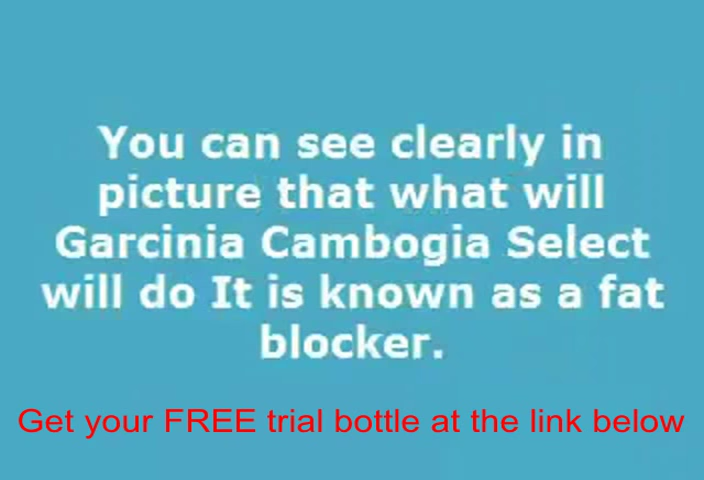 You can see clearly in
picture that what will
Garcinia Cambogia Select
will do It is known as a fat
blocker.
Get your FREE trial bottle at the link below